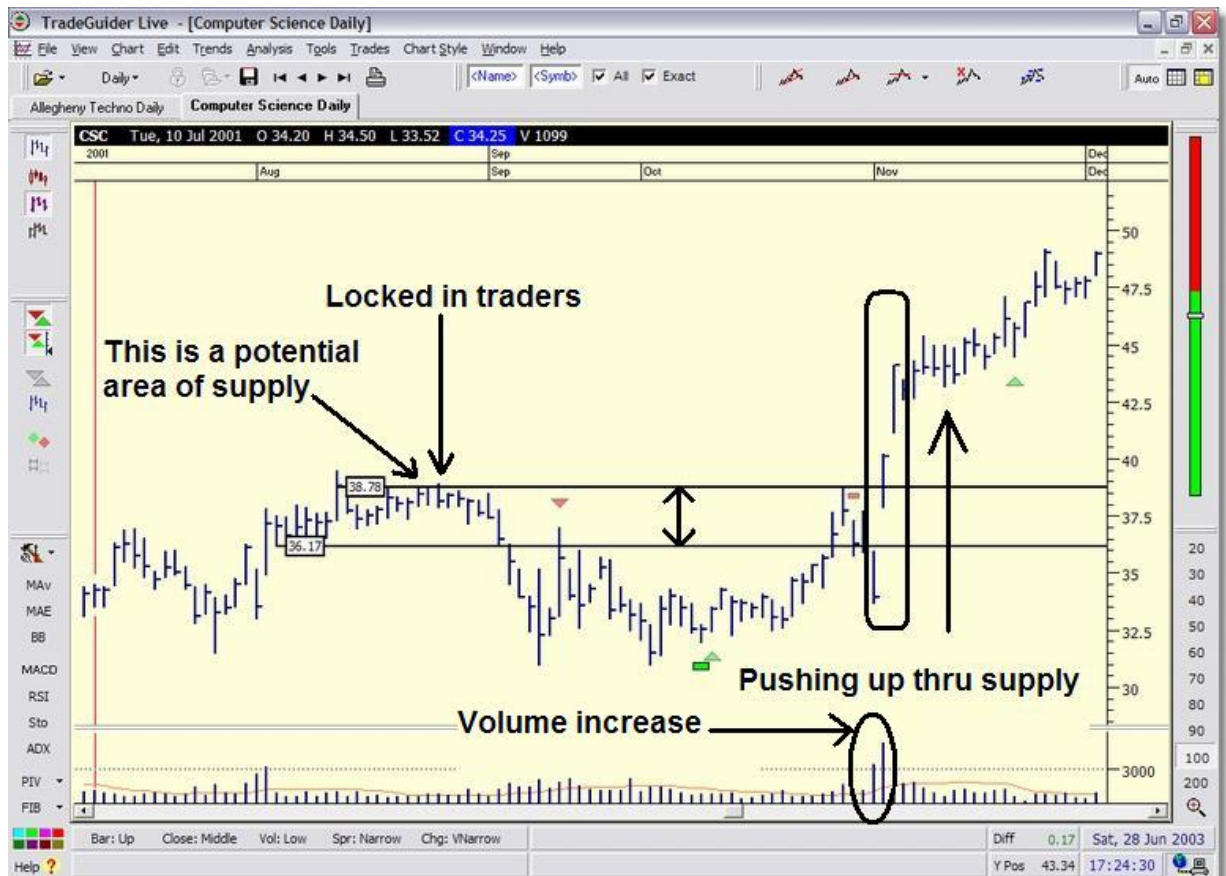 TradeGuider Live - [Computer Science Daily]
File View Chart Edit Trends Analysis Tools Trades Chart Style Window Help
Daily <Name> <Symb> All Exact Auto
Allegheny Techno Daily Computer Science Daily
CSC Tue, 10 Jul 2001 O 34.20 H 34.50 L 33.52 C 34.25 V 1099
2001 Sep Dec
Aug Sep Oct Nov Dec
50
Locked in traders
47.5
This is a potential
area of supply
45
42.5
40
38.78
37.5
36.17
35
32.5
30
Pushing up thru supply
Volume increase
3000
MAv
MAE
BB
MACD
RSI
Sto
ADX
PIV
FIB
20
30
40
50
60
70
80
90
100
200
Bar: Up Close: Middle Vol: Low Spr: Narrow Chg: VNarrow Diff 0.17 Sat, 28 Jun 2003
Help ? Y Pos 43.34 17:24:30